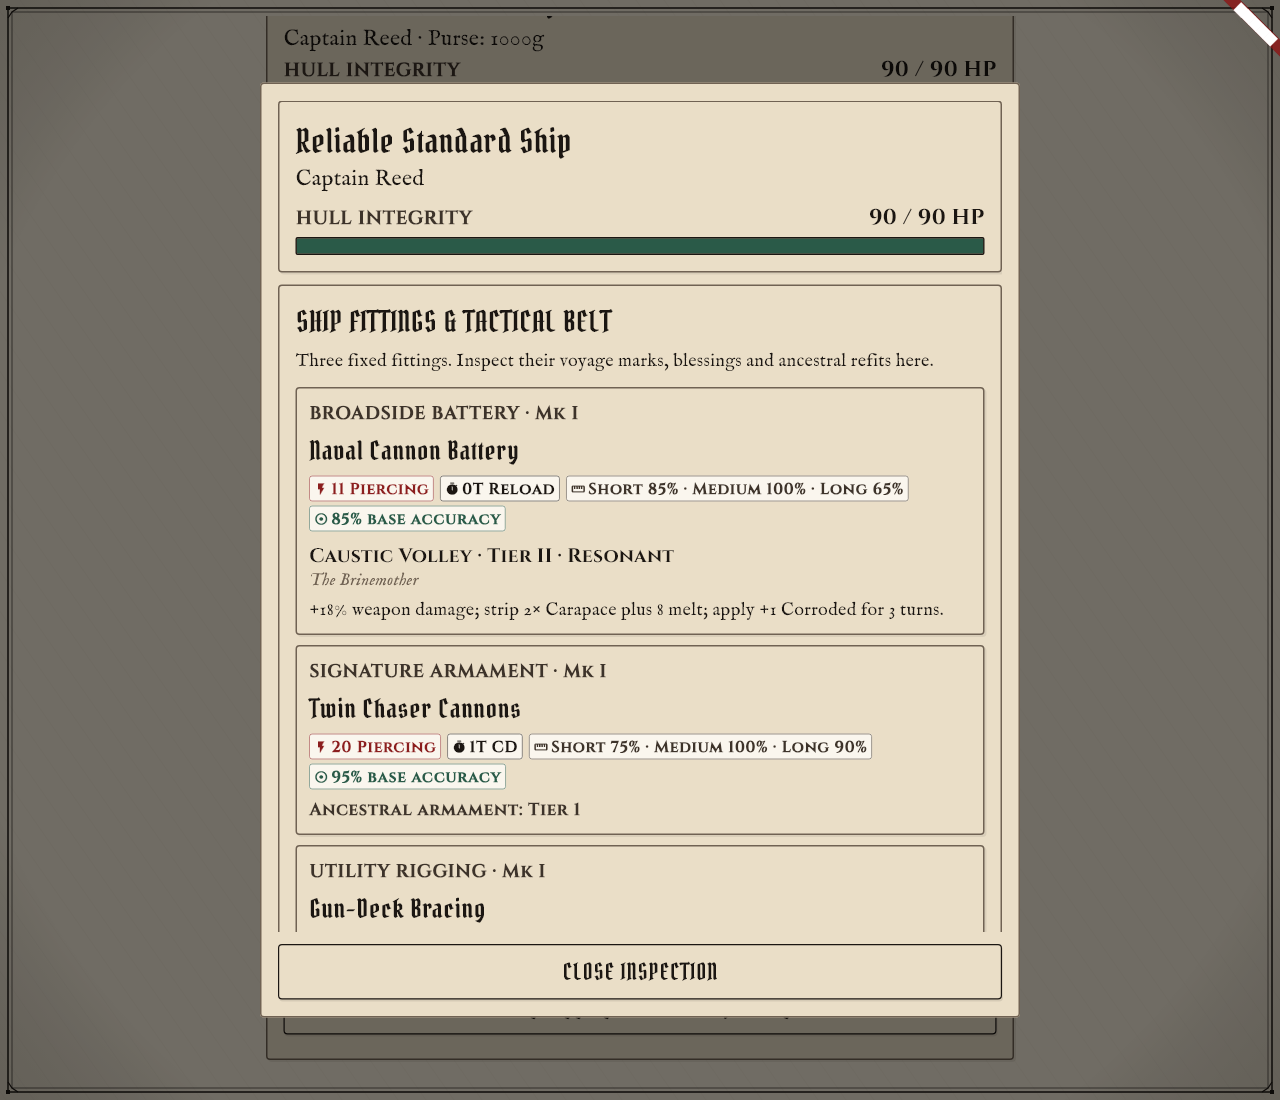 Captain Reed · Purse: 1000g
HULL INTEGRITY 90 / 90 HP
Reliable Standard Ship
Captain Reed
HULL INTEGRITY 90 / 90 HP
SHIP FITTINGS & TACTICAL BELT
Three fixed fittings. Inspect their voyage marks, blessings and ancestral refits here.
BROADSIDE BATTERY · Mk I
Naval Cannon Battery
11 Piercing 0T Reload Short 85% · Medium 100% · Long 65%
85% base accuracy
Caustic Volley · Tier II · Resonant
The Brinemother
+18% weapon damage; strip 2× Carapace plus 8 melt; apply +1 Corroded for 3 turns.
SIGNATURE ARMAMENT · Mk I
Twin Chaser Cannons
20 Piercing 1T CD Short 75% · Medium 100% · Long 90%
95% base accuracy
Ancestral armament: Tier 1
UTILITY RIGGING · Mk I
Gun-Deck Bracing
CLOSE INSPECTION